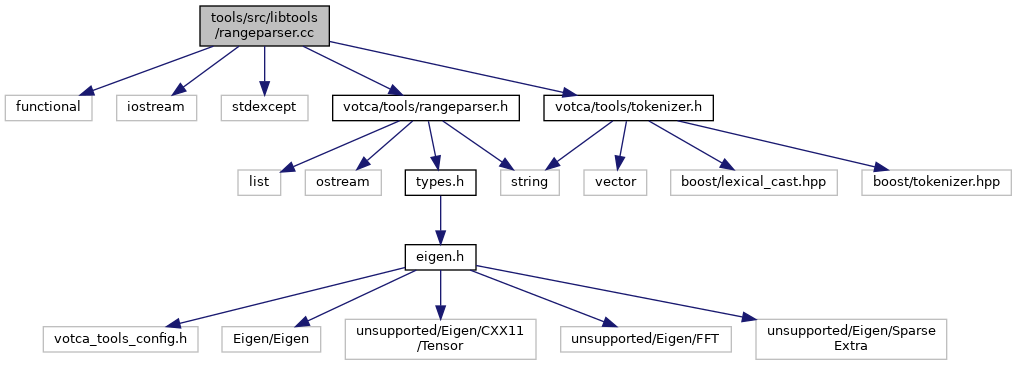 tools/src/libtools
/rangeparser.cc
functional
iostream
stdexcept
votca/tools/rangeparser.h
votca/tools/tokenizer.h
list
ostream
types.h
string
vector
boost/lexical_cast.hpp
boost/tokenizer.hpp
eigen.h
votca_tools_config.h
Eigen/Eigen
unsupported/Eigen/CXX11
/Tensor
unsupported/Eigen/FFT
unsupported/Eigen/Sparse
Extra